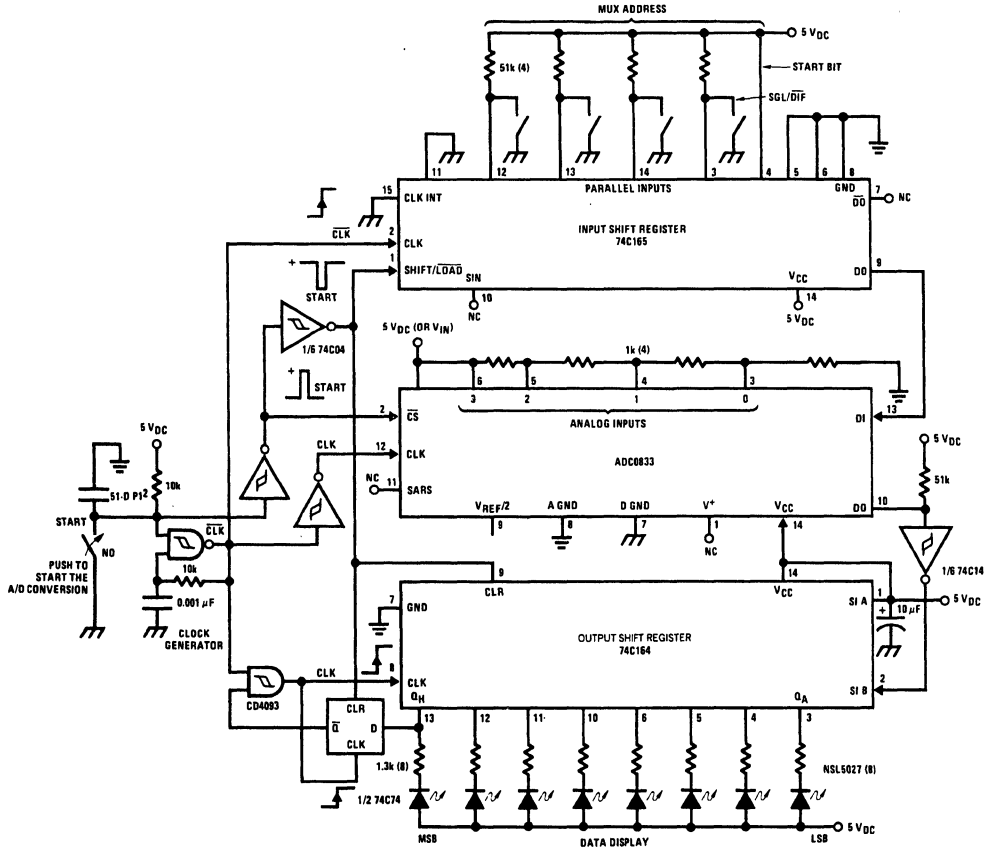 MUX ADDRESS
5 VDC
51k (4)
START BIT
SGL/DIF
11
12
13
14
3
4
5
6
8
GND
PARALLEL INPUTS
15
CLK INT
DO
7
NC
INPUT SHIFT REGISTER
74C165
CLK
2
CLK
1
SHIFT/LOAD
SIN
VCC
9
DO
10
NC
14
5 VDC
+
START
1/6 74C04
5 VDC (OR VIN)
1k (4)
+
START
6
5
4
3
3
2
1
0
2
CS
ANALOG INPUTS
DI
13
CLK
12
CLK
ADC0833
5 VDC
51k
NC
11
SARS
VREF/2
A GND
D GND
V+
VCC
DO
10
9
8
7
1
14
NC
5 VDC
10k
51·D P1²
START
NO
PUSH TO
START THE
A/D CONVERSION
CLK
10k
0.001 µF
CLOCK
GENERATOR
1/6 74C14
9
CLR
14
VCC
7
GND
SI A
1
+
10 µF
5 VDC
OUTPUT SHIFT REGISTER
74C164
CLK
8
CLK
QH
QA
SI B
2
CD4093
CLR
Q
D
CLK
13
12
11
10
6
5
4
3
1.3k (8)
NSL5027 (8)
1/2 74C74
MSB
DATA DISPLAY
LSB
5 VDC